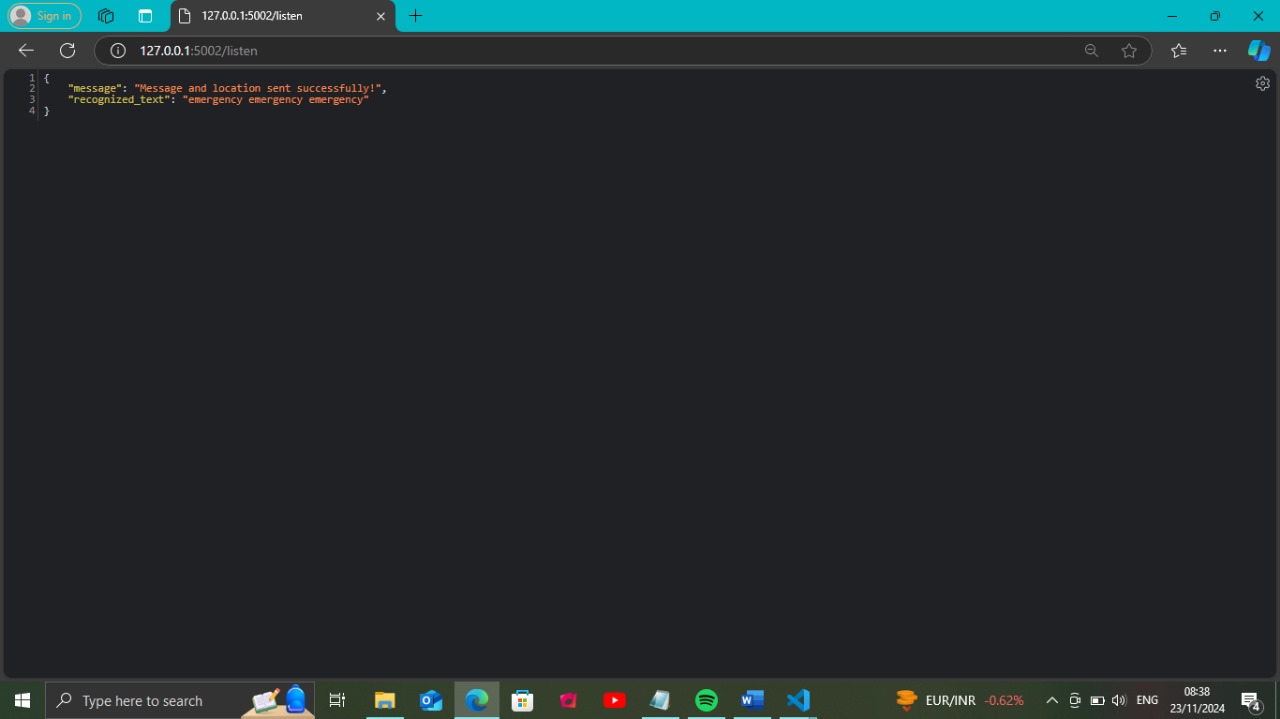 Sign in
127.0.0.1:5002/listen
127.0.0.1:5002/listen
1 {
2 "message": "Message and location sent successfully!",
3 "recognized_text": "emergency emergency emergency"
4 }
Type here to search
EUR/INR -0.62%
ENG
08:38
23/11/2024
4